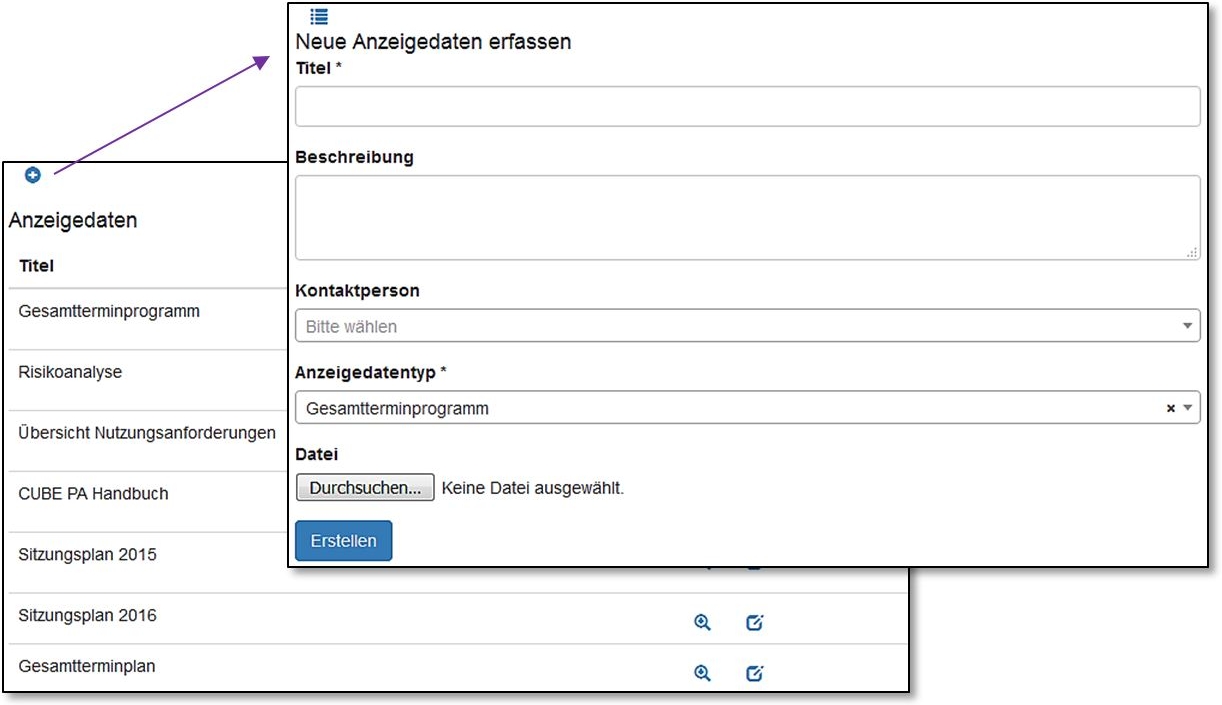 Neue Anzeigedaten erfassen
Titel *
Beschreibung
Kontaktperson
Bitte wählen
Anzeigedatentyp *
Gesamtterminprogramm
Datei
Durchsuchen... Keine Datei ausgewählt.
Erstellen
Anzeigedaten
Titel
Gesamtterminprogramm
Risikoanalyse
Übersicht Nutzungsanforderungen
CUBE PA Handbuch
Sitzungsplan 2015
Sitzungsplan 2016
Gesamtterminplan